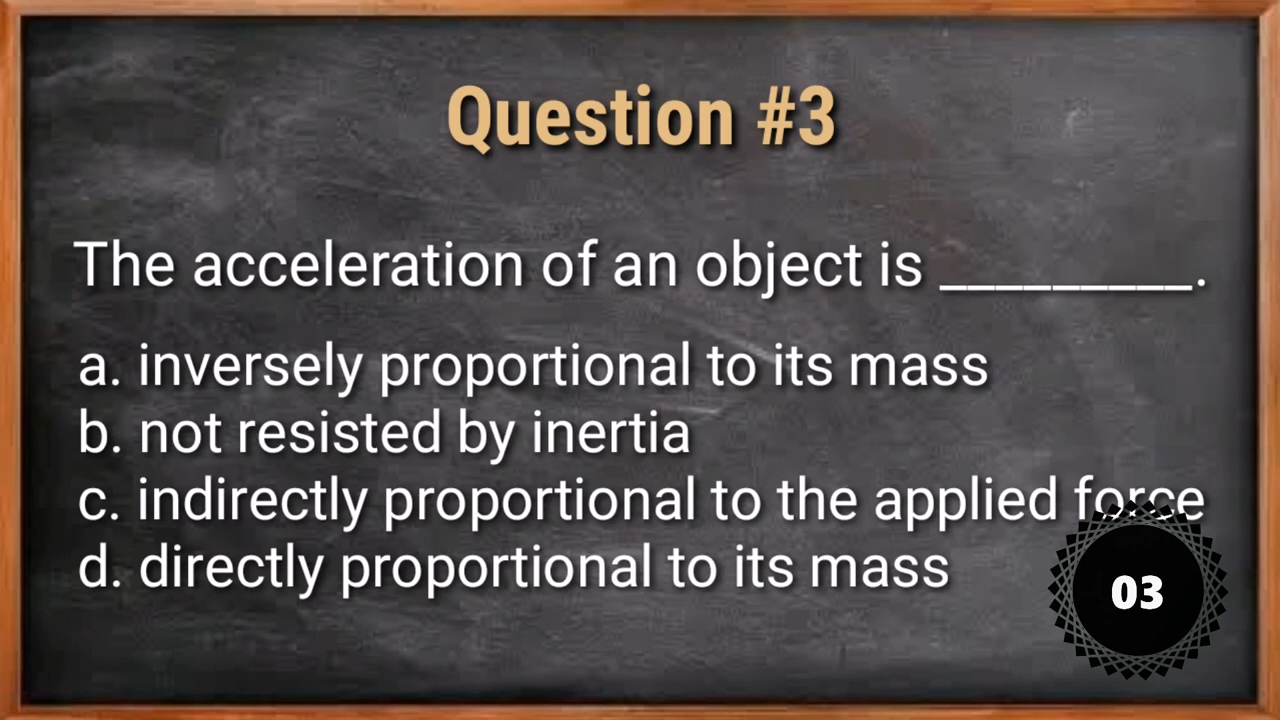 Question #3
The acceleration of an object is _________.
a. inversely proportional to its mass
b. not resisted by inertia
c. indirectly proportional to the applied force
d. directly proportional to its mass
03